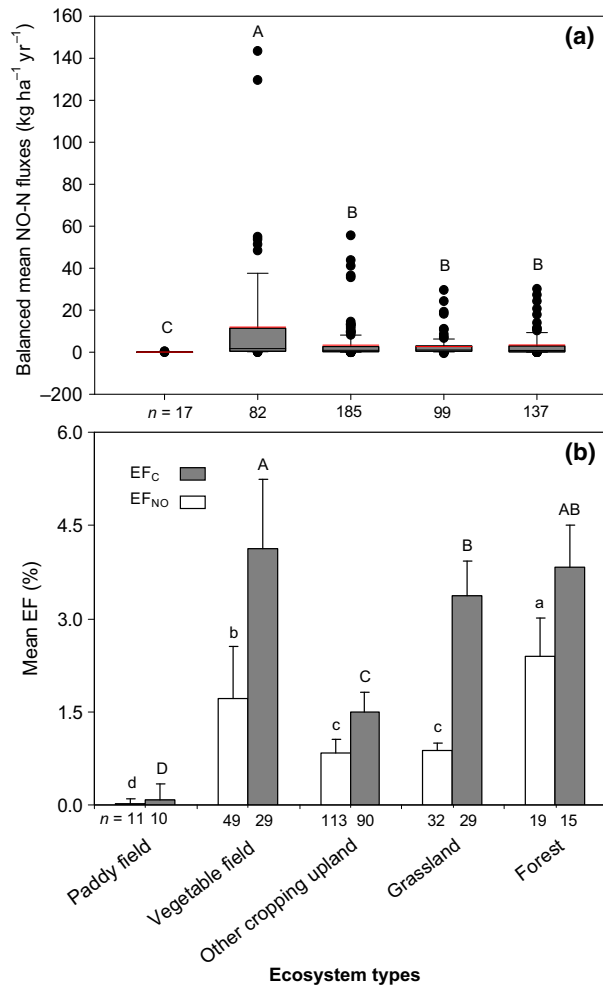 160
(a)
A
140
120
100
80
60
B
40
B
B
20
C
0
−200
Balanced mean NO-N fluxes (kg ha⁻¹ yr⁻¹)
n = 17 82 185 99 137
6.0
(b)
EF_C
A
EF_NO
AB
4.5
B
a
3.0
b
C
1.5
c
c
d D
0.0
Mean EF (%)
n = 11 10 49 29 113 90 32 29 19 15
Paddy field
Vegetable field
Other cropping upland
Grassland
Forest
Ecosystem types